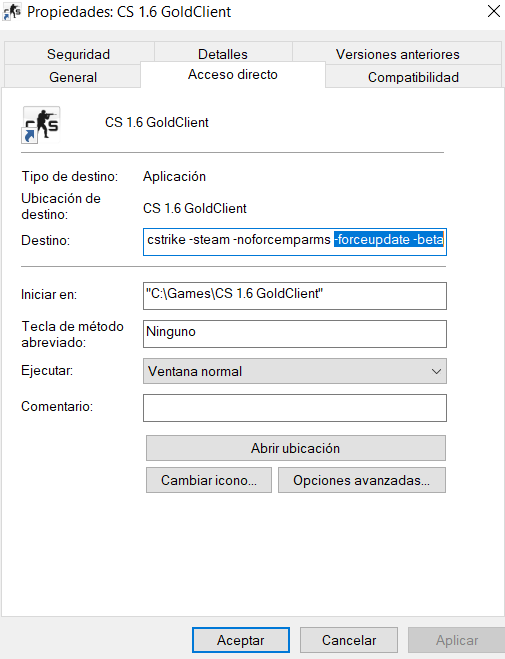 Propiedades: CS 1.6 GoldClient
Seguridad
Detalles
Versiones anteriores
General
Acceso directo
Compatibilidad
CS 1.6 GoldClient
Tipo de destino:
Aplicación
Ubicación de
destino:
CS 1.6 GoldClient
Destino:
cstrike -steam -noforcemparms -forceupdate -beta
Iniciar en:
"C:\Games\CS 1.6 GoldClient"
Tecla de método
abreviado:
Ninguno
Ejecutar:
Ventana normal
Comentario:
Abrir ubicación
Cambiar icono...
Opciones avanzadas...
Aceptar
Cancelar
Aplicar